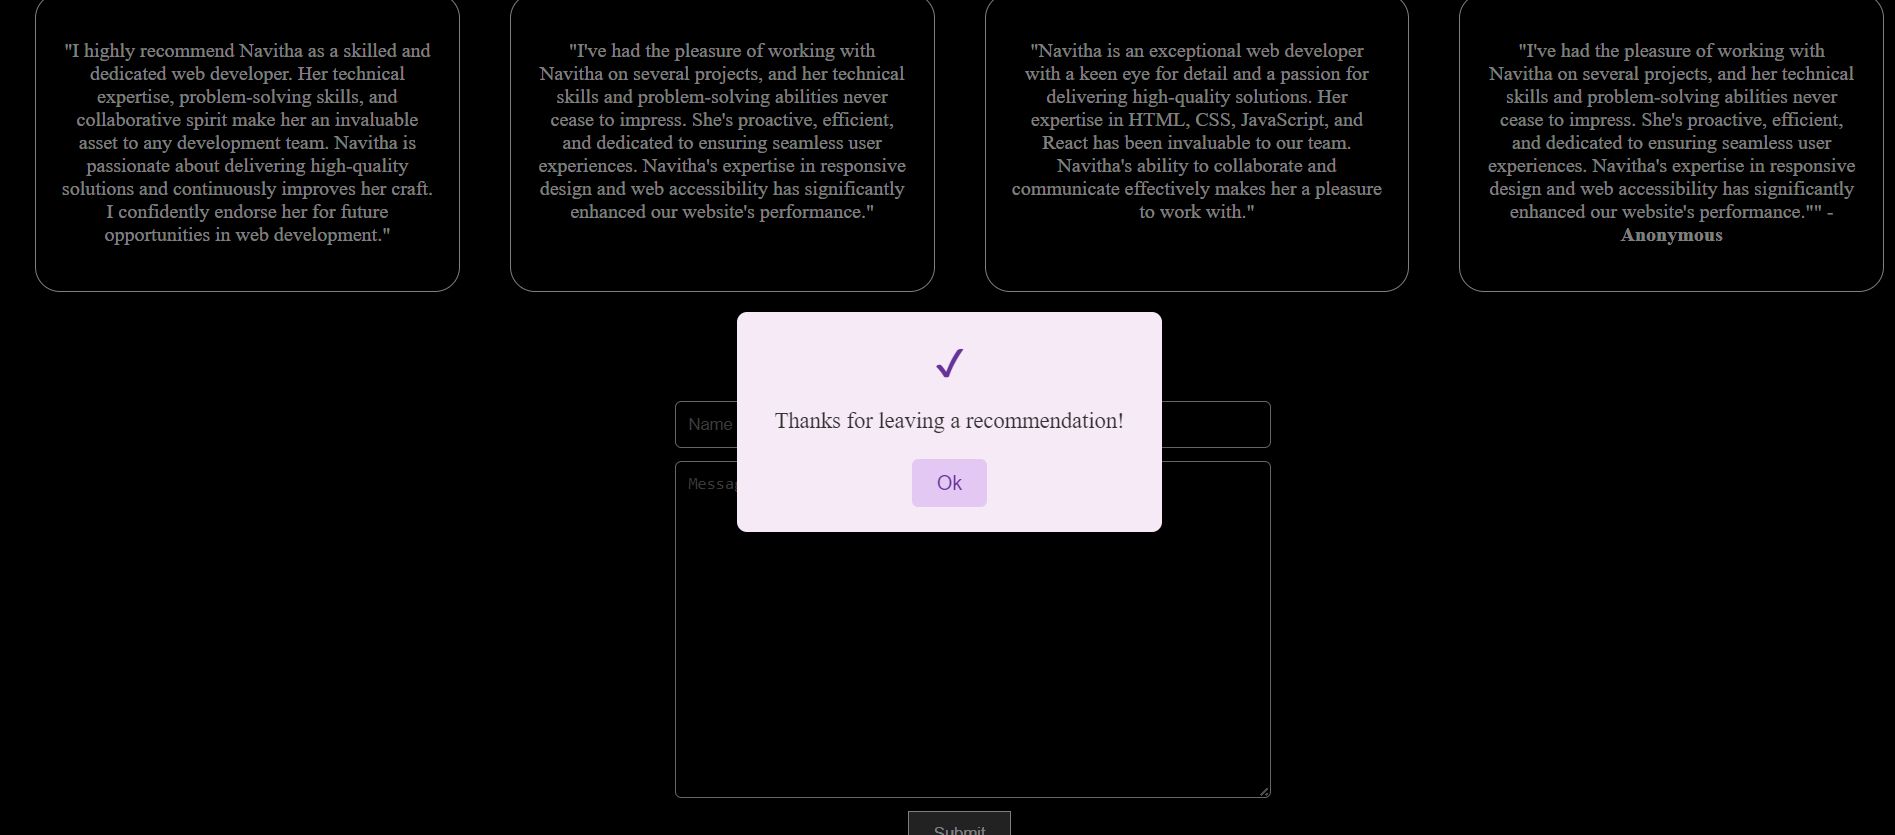 "I highly recommend Navitha as a skilled and
dedicated web developer. Her technical
expertise, problem-solving skills, and
collaborative spirit make her an invaluable
asset to any development team. Navitha is
passionate about delivering high-quality
solutions and continuously improves her craft.
I confidently endorse her for future
opportunities in web development."
"I've had the pleasure of working with
Navitha on several projects, and her technical
skills and problem-solving abilities never
cease to impress. She's proactive, efficient,
and dedicated to ensuring seamless user
experiences. Navitha's expertise in responsive
design and web accessibility has significantly
enhanced our website's performance."
"Navitha is an exceptional web developer
with a keen eye for detail and a passion for
delivering high-quality solutions. Her
expertise in HTML, CSS, JavaScript, and
React has been invaluable to our team.
Navitha's ability to collaborate and
communicate effectively makes her a pleasure
to work with."
"I've had the pleasure of working with
Navitha on several projects, and her technical
skills and problem-solving abilities never
cease to impress. She's proactive, efficient,
and dedicated to ensuring seamless user
experiences. Navitha's expertise in responsive
design and web accessibility has significantly
enhanced our website's performance."" -
Anonymous
Thanks for leaving a recommendation!
Ok
Name
Messag
Submit